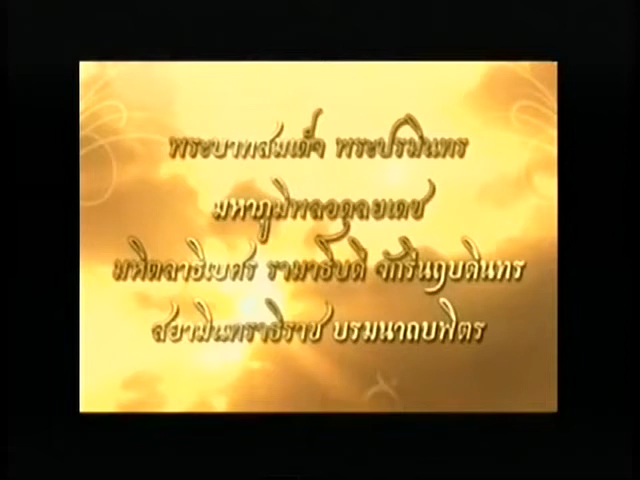 พระบาทสมเด็จ พระปรมินทร
มหาภูมิพลอดุลยเดช
มหิตลาธิเบศร รามาธิบดี จักรีนฤบดินทร
สยามินทราธิราช บรมนาถบพิตร